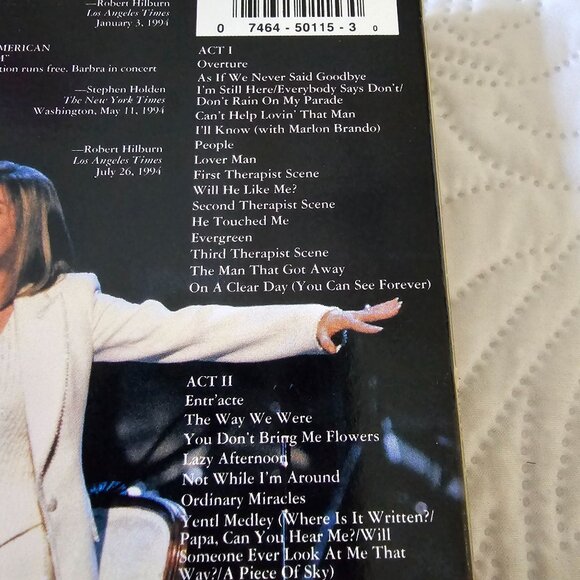 —Robert Hilburn
Los Angeles Times
January 3, 1994
MERICAN
M"
tion runs free. Barbra in concert
—Stephen Holden
The New York Times
Washington, May 11, 1994
—Robert Hilburn
Los Angeles Times
July 26, 1994
0 7464-50115-3 0
ACT I
Overture
As If We Never Said Goodbye
I'm Still Here/Everybody Says Don't/
Don't Rain On My Parade
Can't Help Lovin' That Man
I'll Know (with Marlon Brando)
People
Lover Man
First Therapist Scene
Will He Like Me?
Second Therapist Scene
He Touched Me
Evergreen
Third Therapist Scene
The Man That Got Away
On A Clear Day (You Can See Forever)
ACT II
Entr'acte
The Way We Were
You Don't Bring Me Flowers
Lazy Afternoon
Not While I'm Around
Ordinary Miracles
Yentl Medley (Where Is It Written?/
Papa, Can You Hear Me?/Will
Someone Ever Look At Me That
Way?/A Piece Of Sky)